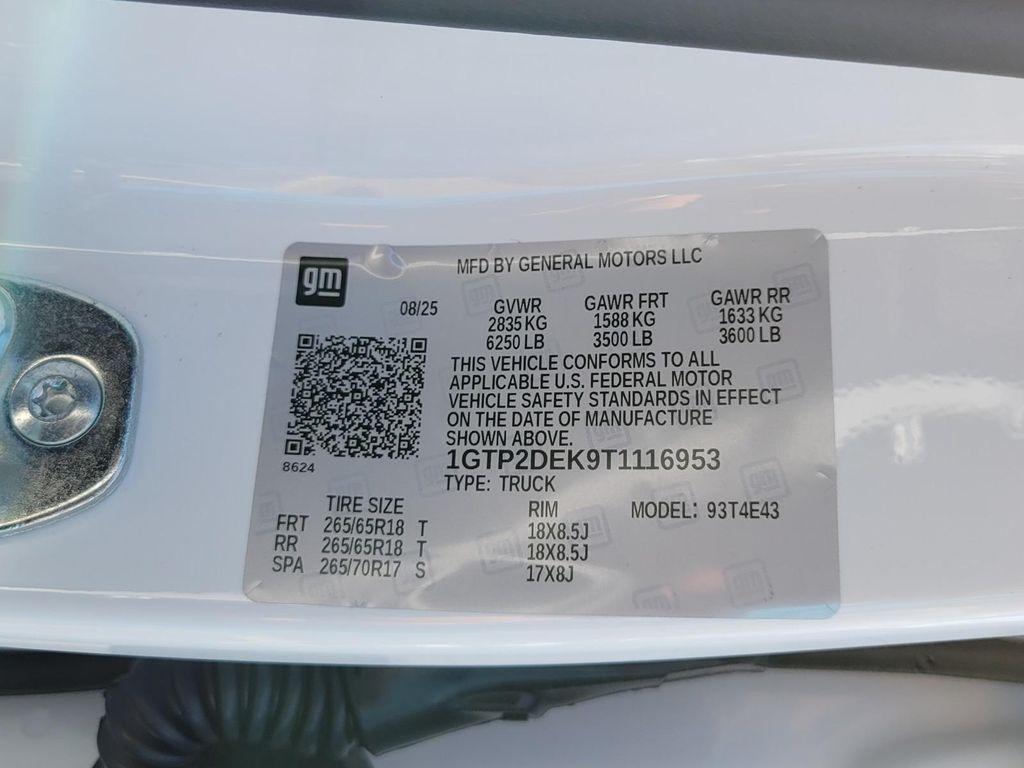 gm
MFD BY GENERAL MOTORS LLC
08/25
GVWR GAWR FRT GAWR RR
2835 KG 1588 KG 1633 KG
6250 LB 3500 LB 3600 LB
THIS VEHICLE CONFORMS TO ALL
APPLICABLE U.S. FEDERAL MOTOR
VEHICLE SAFETY STANDARDS IN EFFECT
ON THE DATE OF MANUFACTURE
SHOWN ABOVE.
8624
1GTP2DEK9T1116953
TYPE: TRUCK
TIRE SIZE RIM MODEL: 93T4E43
FRT 265/65R18 T 18X8.5J
RR 265/65R18 T 18X8.5J
SPA 265/70R17 S 17X8J